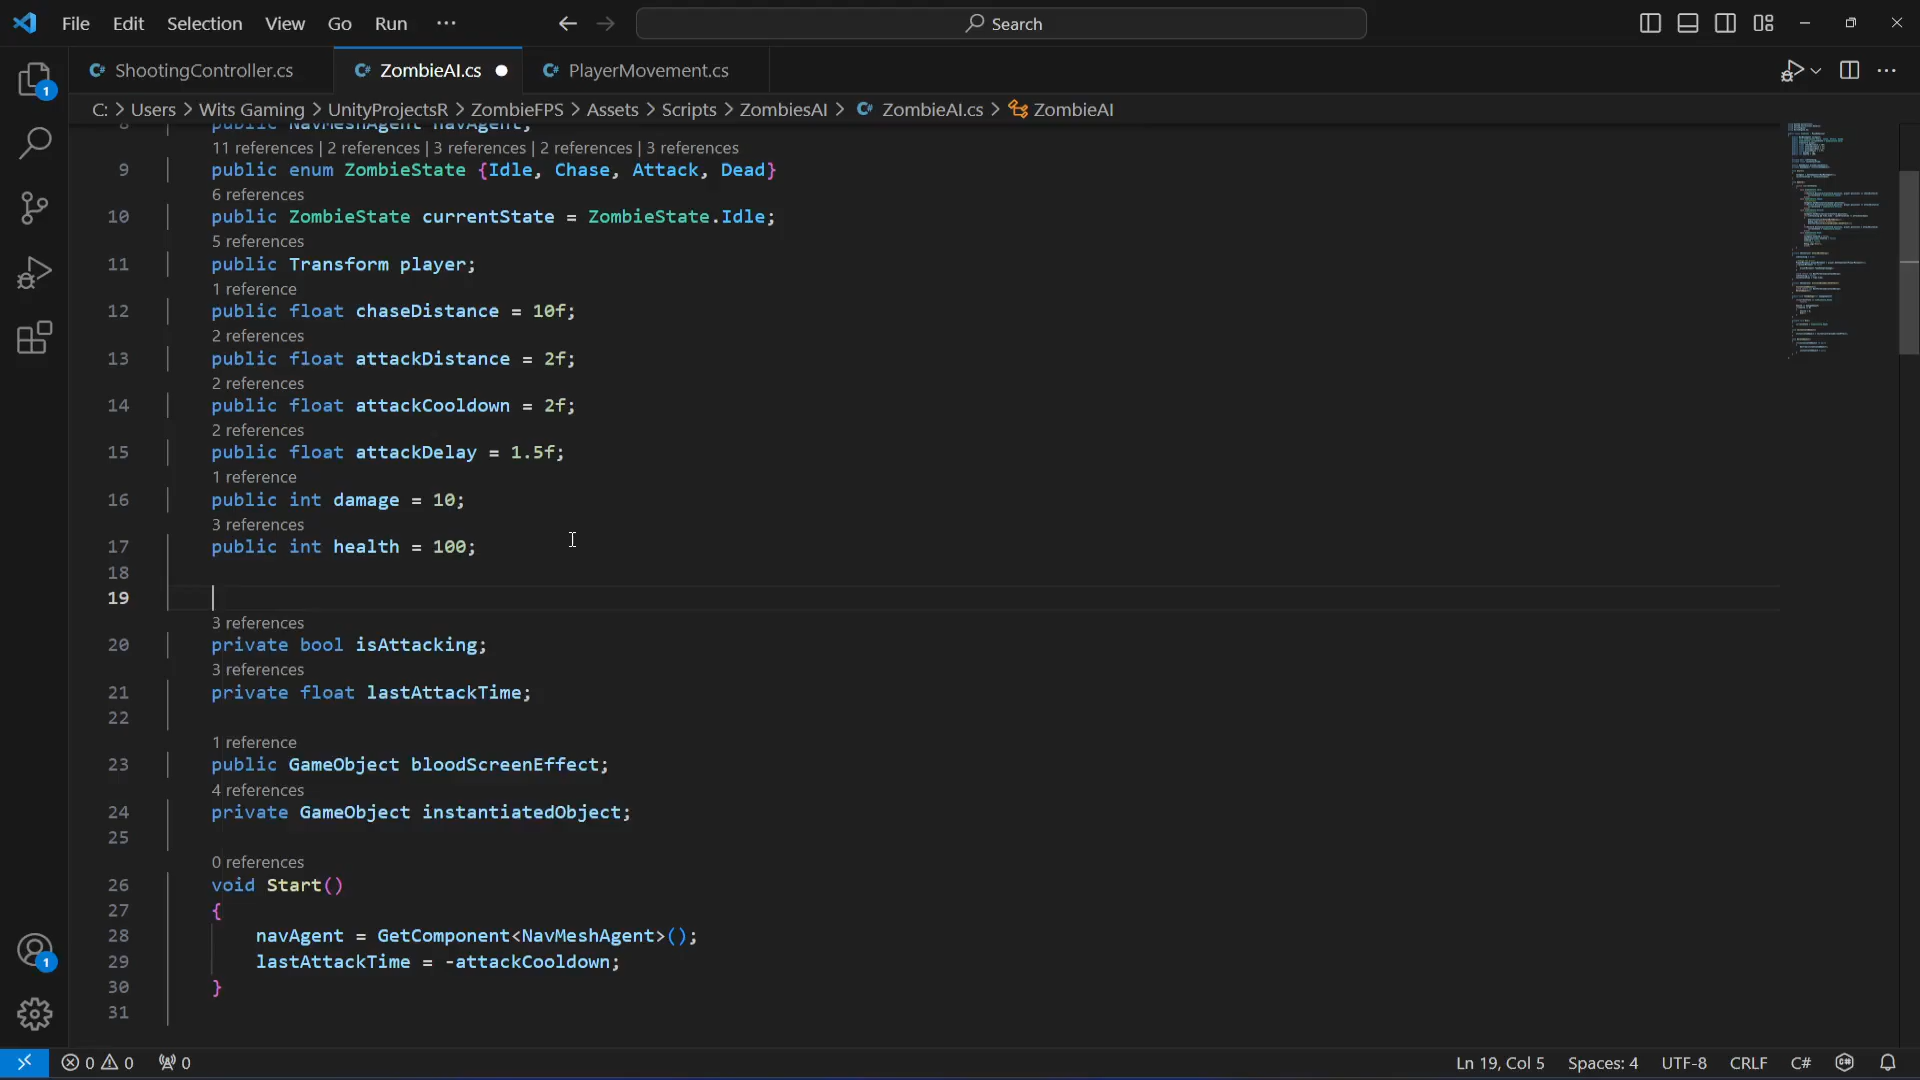 File Edit Selection View Go Run ··· Search
ShootingController.cs ZombieAI.cs PlayerMovement.cs
C: > Users > Wits Gaming > UnityProjectsR > ZombieFPS > Assets > Scripts > ZombiesAI > ZombieAI.cs > ZombieAI
8 public NavMeshAgent navAgent;
11 references | 2 references | 3 references | 2 references | 3 references
9 public enum ZombieState {Idle, Chase, Attack, Dead}
6 references
10 public ZombieState currentState = ZombieState.Idle;
5 references
11 public Transform player;
1 reference
12 public float chaseDistance = 10f;
2 references
13 public float attackDistance = 2f;
2 references
14 public float attackCooldown = 2f;
2 references
15 public float attackDelay = 1.5f;
1 reference
16 public int damage = 10;
3 references
17 public int health = 100;
18
19
3 references
20 private bool isAttacking;
3 references
21 private float lastAttackTime;
22
1 reference
23 public GameObject bloodScreenEffect;
4 references
24 private GameObject instantiatedObject;
25
0 references
26 void Start()
27 {
28 navAgent = GetComponent<NavMeshAgent>();
29 lastAttackTime = -attackCooldown;
30 }
31
1
1
0 0 0 Ln 19, Col 5 Spaces: 4 UTF-8 CRLF C#